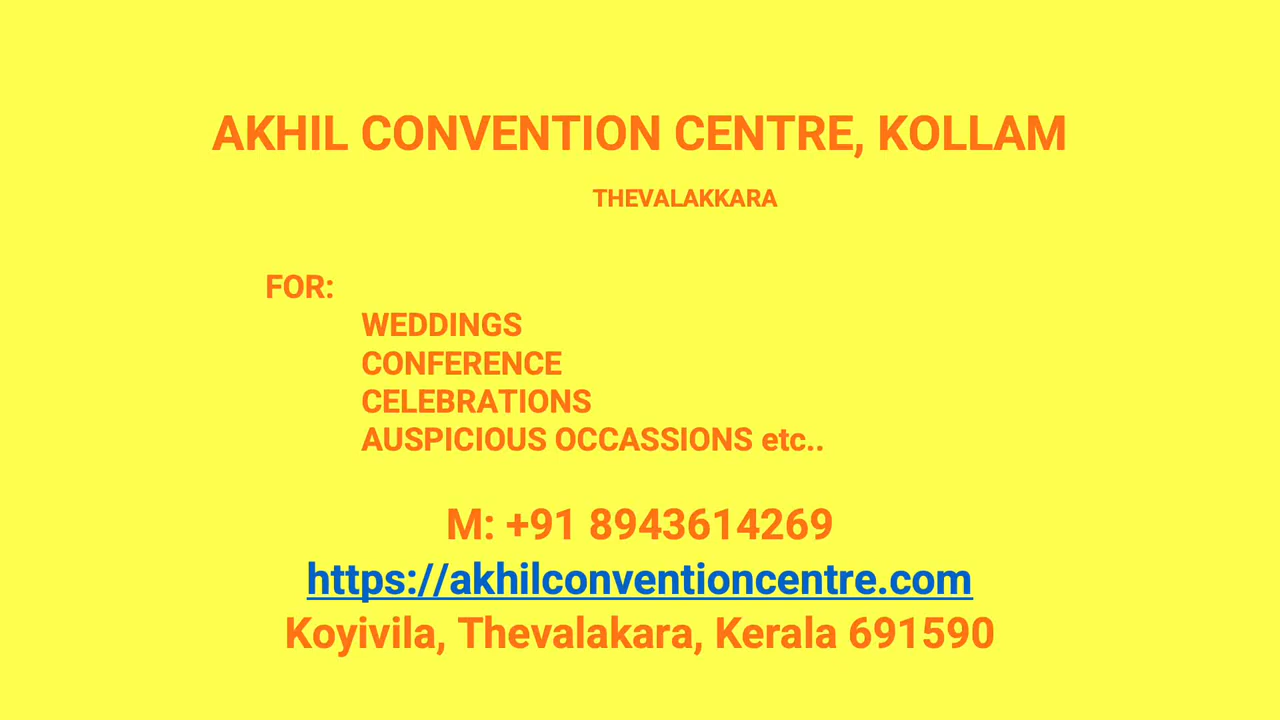 AKHIL CONVENTION CENTRE, KOLLAM
THEVALAKKARA
FOR:
WEDDINGS
CONFERENCE
CELEBRATIONS
AUSPICIOUS OCCASSIONS etc..
M: +91 8943614269
https://akhilconventioncentre.com
Koyivila, Thevalakara, Kerala 691590